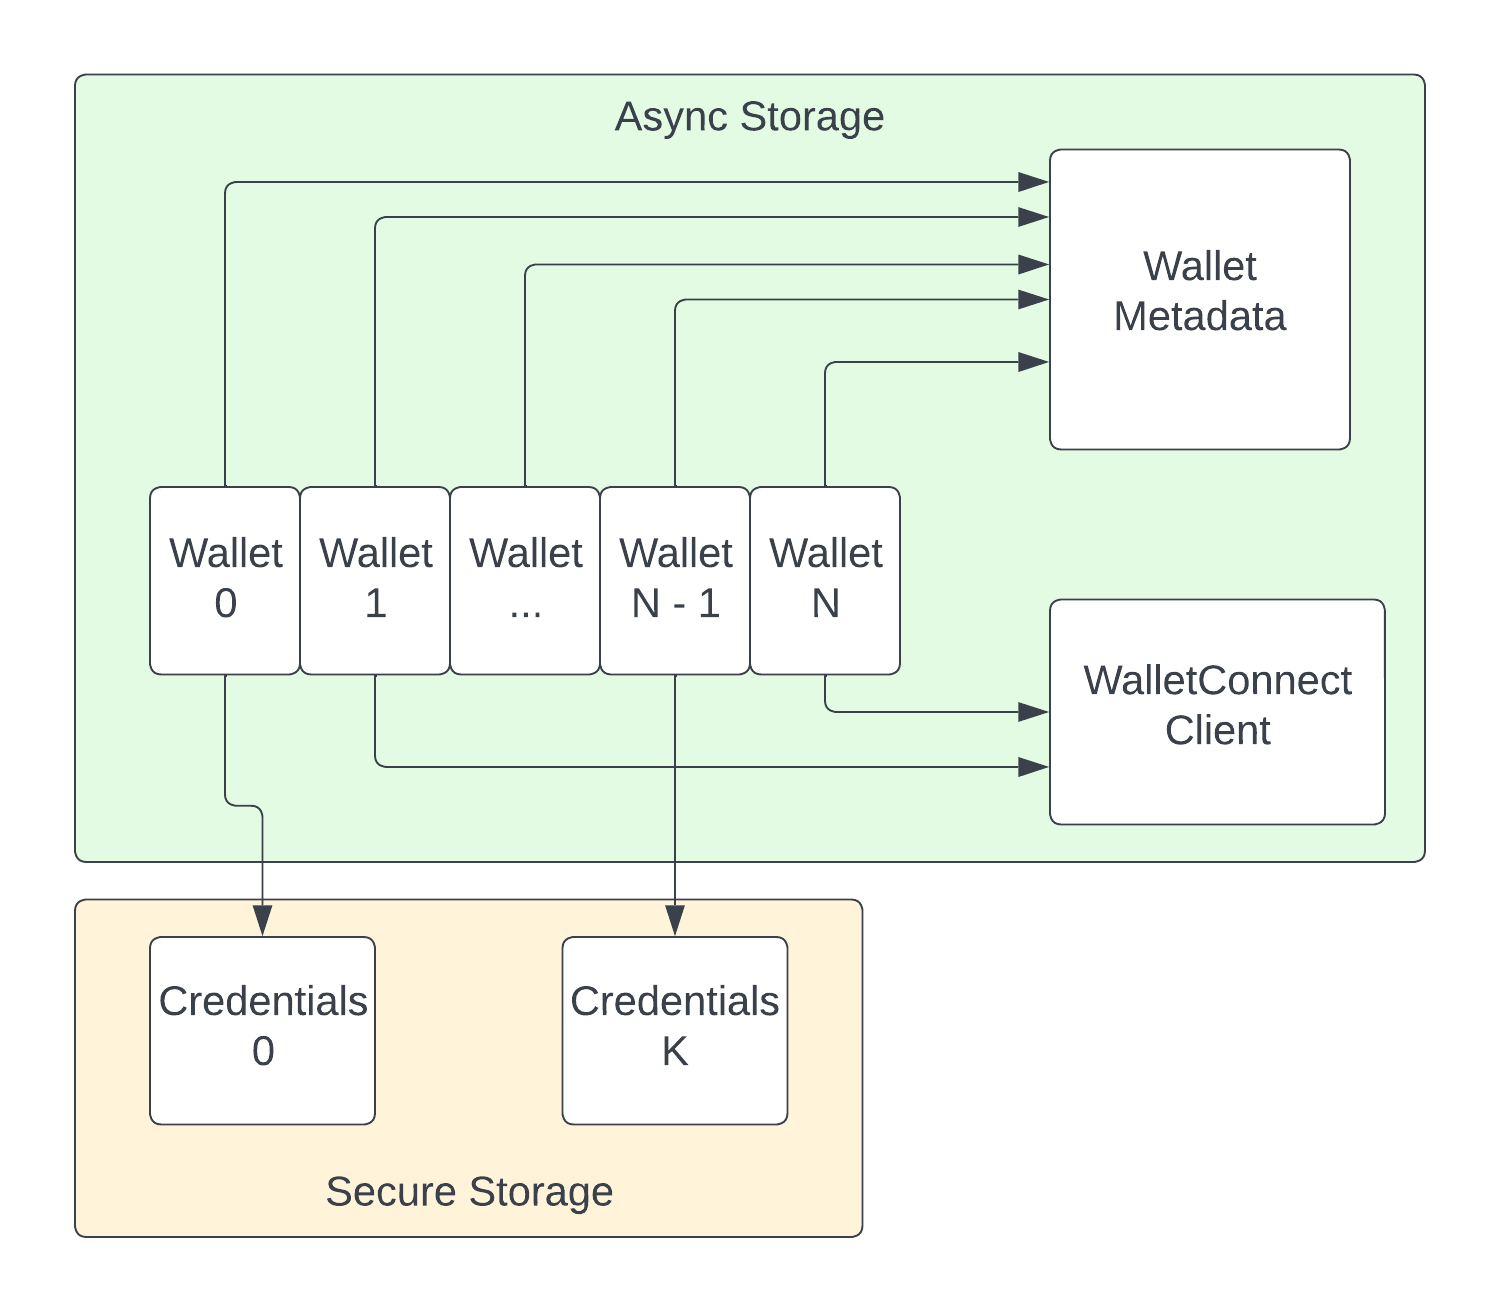 Async Storage
Wallet
Metadata
Wallet
0
Wallet
1
Wallet
...
Wallet
N - 1
Wallet
N
WalletConnect
Client
Credentials
0
Credentials
K
Secure Storage